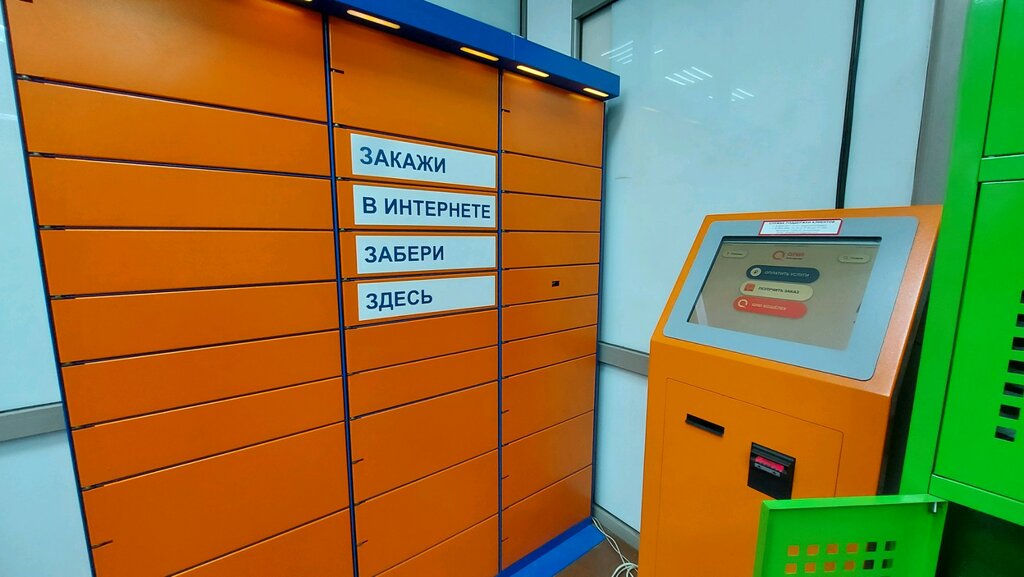 ЗАКАЖИ
В ИНТЕРНЕТЕ
ЗАБЕРИ
ЗДЕСЬ
ОПЛАТИТЬ УСЛУГИ
ПОЛУЧИТЬ ЗАКАЗ